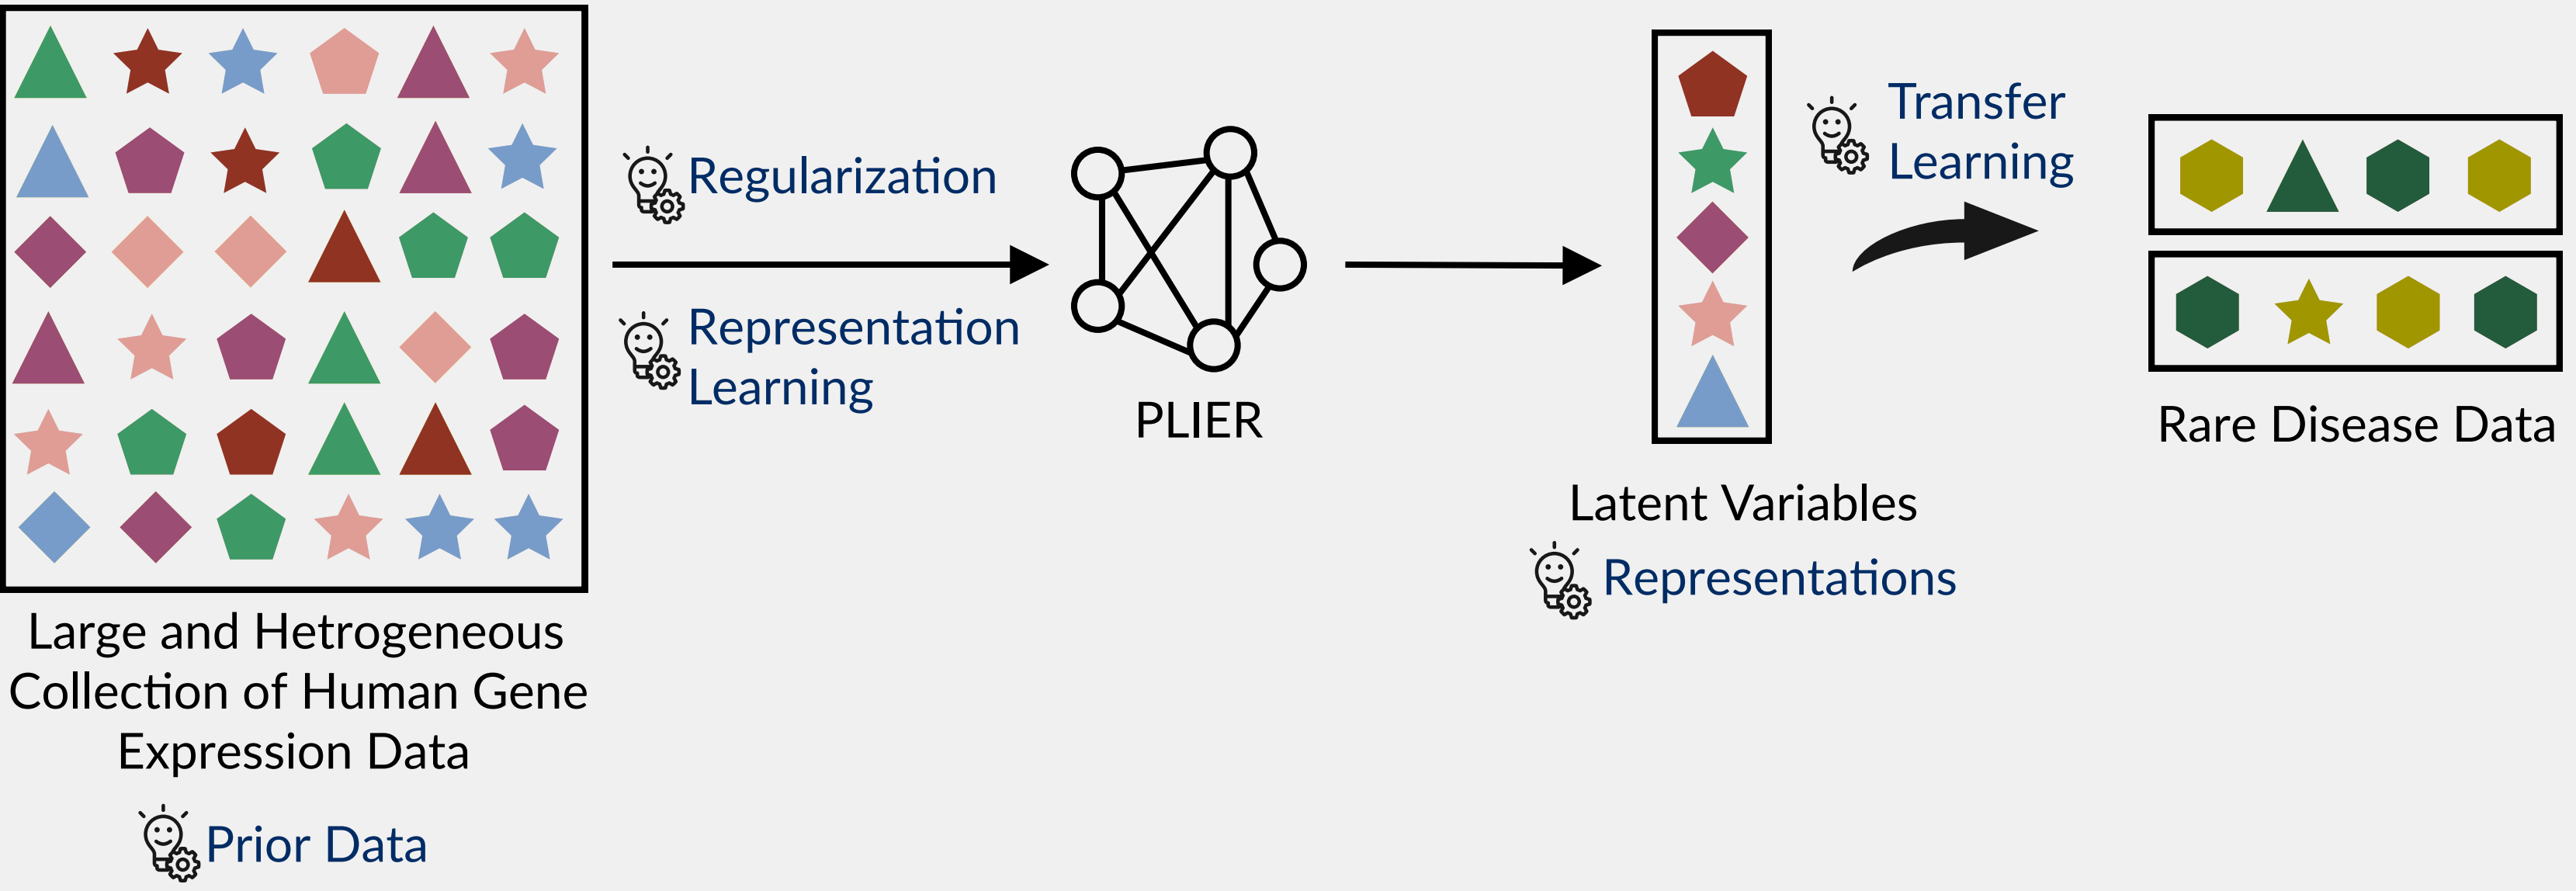 Regularization
Representation
Learning
PLIER
Transfer
Learning
Rare Disease Data
Latent Variables
Representations
Large and Hetrogeneous
Collection of Human Gene
Expression Data
Prior Data